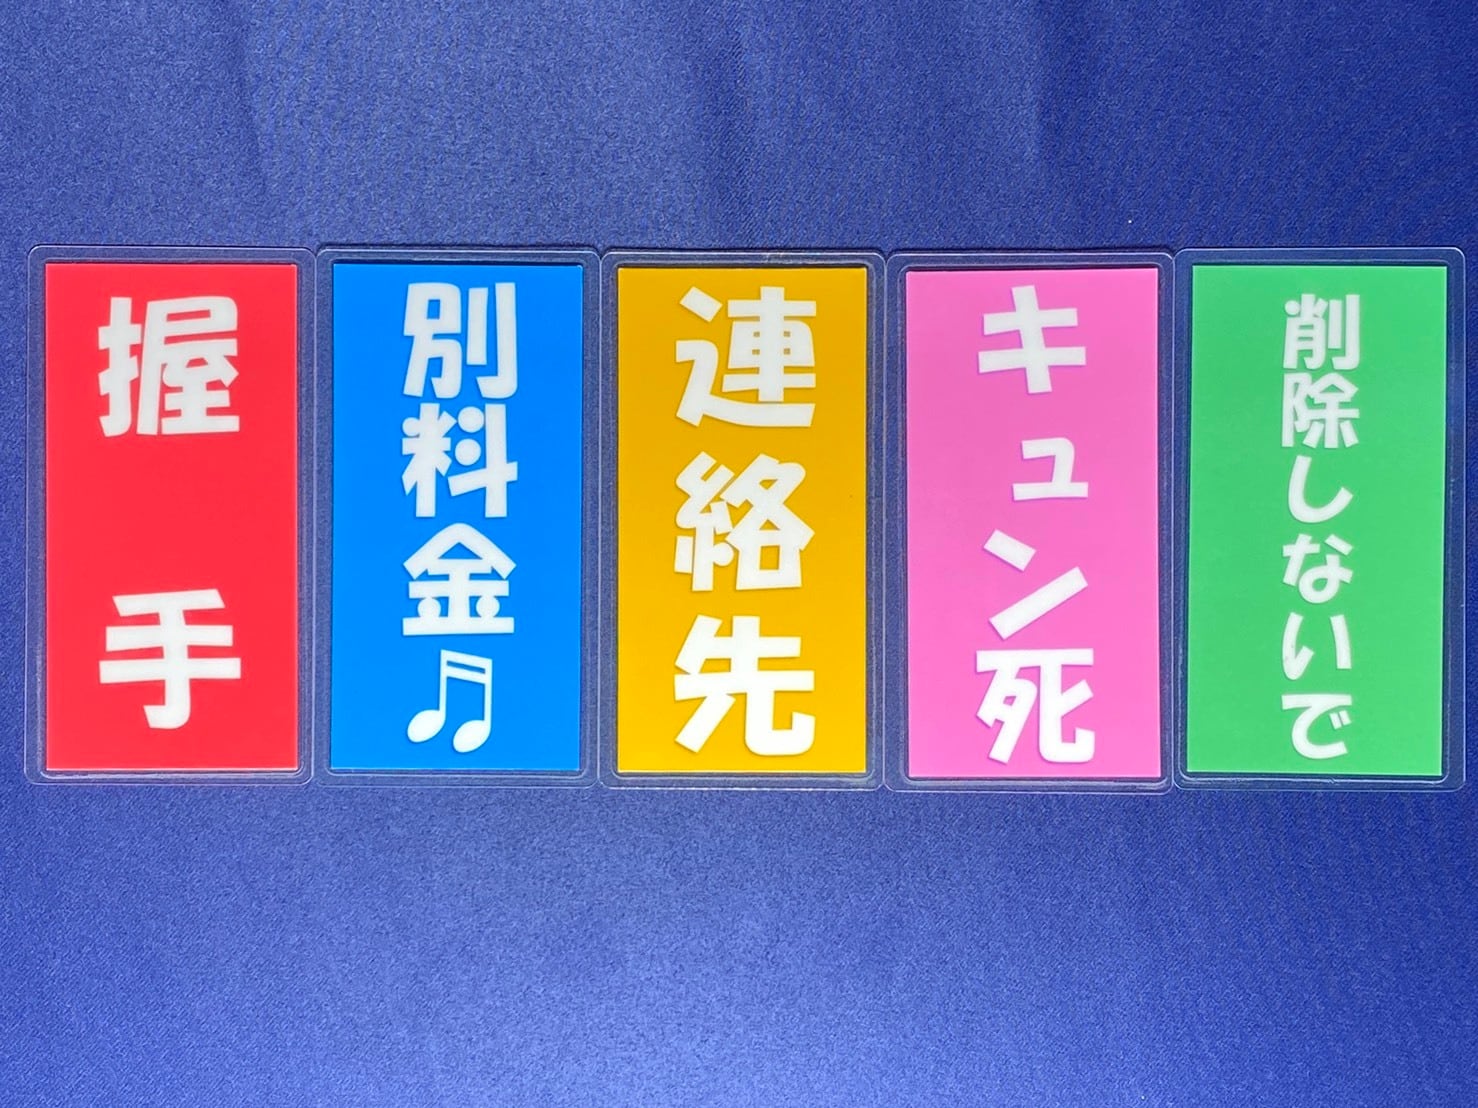 握手
別料金♫
連絡先
キュン死
削除しないで